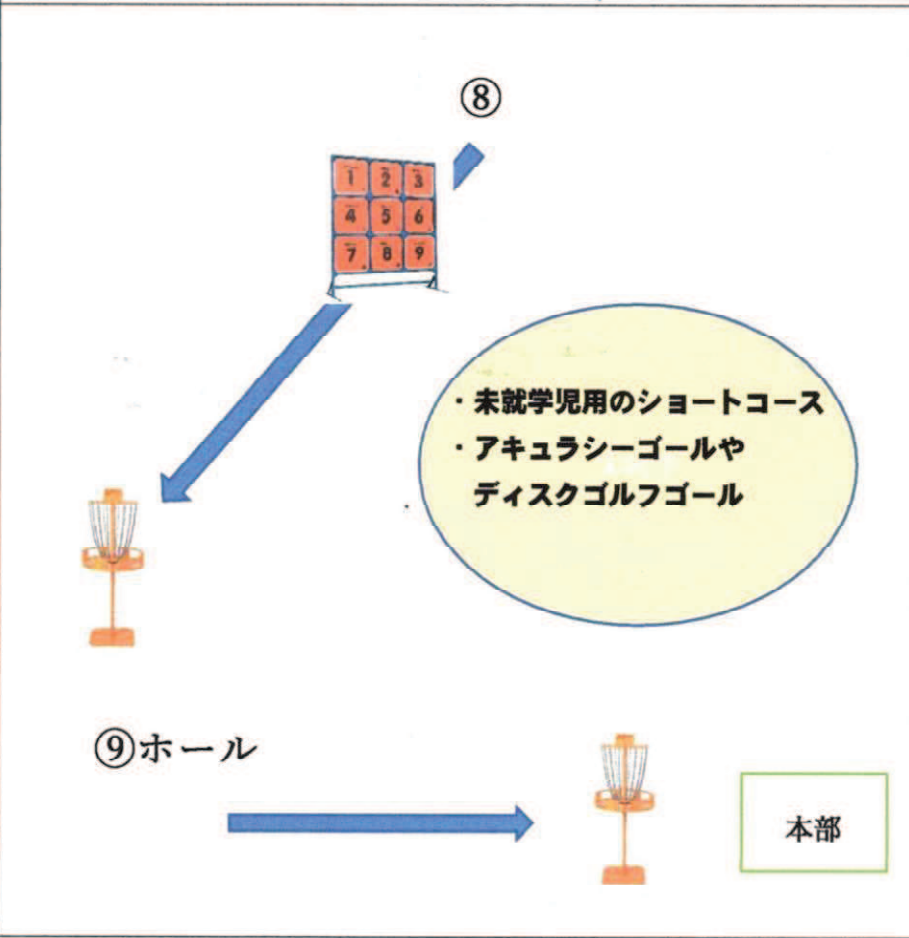 ⑧
1 2 3
4 5 6
7 8 9
・未就学児用のショートコース
・アキュラシーゴールや
ディスクゴルフゴール
⑨ホール
本部